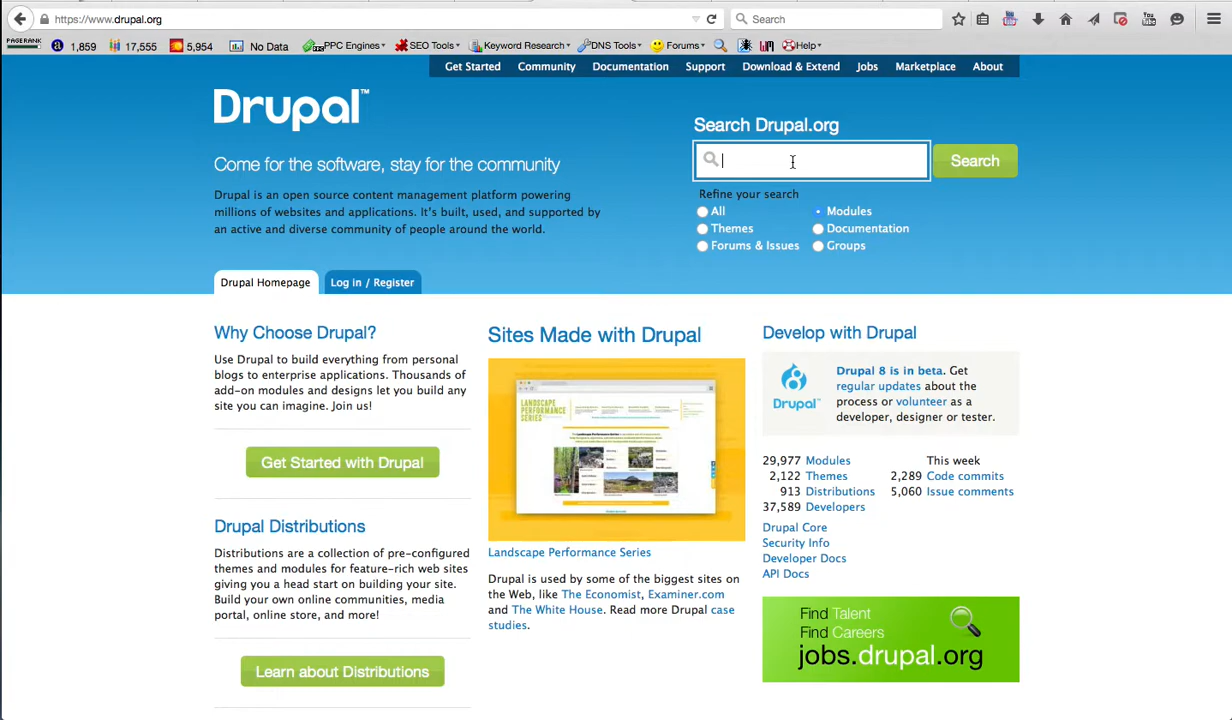 https://www.drupal.org
Search
PAGERANK
1,859
17,555
5,954
No Data
PPC Engines
SEO Tools
Keyword Research
DNS Tools
Forums
Help
You
Get Started
Community
Documentation
Support
Download & Extend
Jobs
Marketplace
About
Drupal™
Come for the software, stay for the community
Drupal is an open source content management platform powering
millions of websites and applications. It's built, used, and supported by
an active and diverse community of people around the world.
Search Drupal.org
Search
Refine your search
All
Modules
Themes
Documentation
Forums & Issues
Groups
Drupal Homepage
Log in / Register
Why Choose Drupal?
Use Drupal to build everything from personal
blogs to enterprise applications. Thousands of
add-on modules and designs let you build any
site you can imagine. Join us!
Get Started with Drupal
Drupal Distributions
Distributions are a collection of pre-configured
themes and modules for feature-rich web sites
giving you a head start on building your site.
Build your own online communities, media
portal, online store, and more!
Learn about Distributions
Sites Made with Drupal
LANDSCAPE
PERFORMANCE
SERIES
Landscape Performance Series
Drupal is used by some of the biggest sites on
the Web, like The Economist, Examiner.com
and The White House. Read more Drupal case
studies.
Develop with Drupal
Drupal™
Drupal 8 is in beta. Get
regular updates about the
process or volunteer as a
developer, designer or tester.
29,977 Modules
2,122 Themes
913 Distributions
37,589 Developers
This week
2,289 Code commits
5,060 Issue comments
Drupal Core
Security Info
Developer Docs
API Docs
Find Talent
Find Careers
jobs.drupal.org